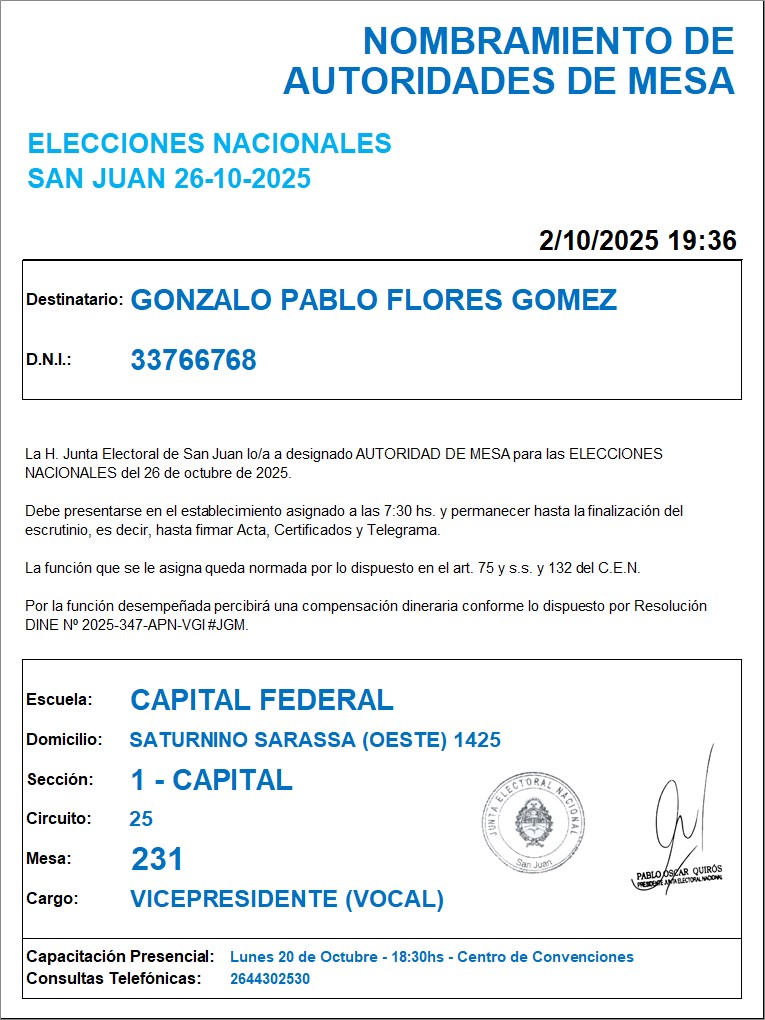 NOMBRAMIENTO DE
AUTORIDADES DE MESA
ELECCIONES NACIONALES
SAN JUAN 26-10-2025
2/10/2025 19:36
Destinatario: GONZALO PABLO FLORES GOMEZ
D.N.I.: 33766768
La H. Junta Electoral de San Juan lo/a a designado AUTORIDAD DE MESA para las ELECCIONES
NACIONALES del 26 de octubre de 2025.
Debe presentarse en el establecimiento asignado a las 7:30 hs. y permanecer hasta la finalización del
escrutinio, es decir, hasta firmar Acta, Certificados y Telegrama.
La función que se le asigna queda normada por lo dispuesto en el art. 75 y s.s. y 132 del C.E.N.
Por la función desempeñada percibirá una compensación dineraria conforme lo dispuesto por Resolución
DINE Nº 2025-347-APN-VGI#JGM.
Escuela: CAPITAL FEDERAL
Domicilio: SATURNINO SARASSA (OESTE) 1425
Sección: 1 - CAPITAL
Circuito: 25
Mesa: 231
Cargo: VICEPRESIDENTE (VOCAL)
JUNTA ELECTORAL NACIONAL
San Juan
PABLO OSCAR QUIRÓS
PRESIDENTE JUNTA ELECTORAL NACIONAL
Capacitación Presencial: Lunes 20 de Octubre - 18:30hs - Centro de Convenciones
Consultas Telefónicas: 2644302530